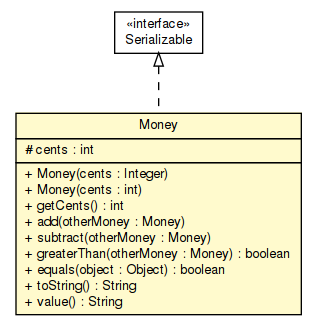 «interface»
Serializable
Money
# cents : int
+ Money(cents : Integer)
+ Money(cents : int)
+ getCents() : int
+ add(otherMoney : Money)
+ subtract(otherMoney : Money)
+ greaterThan(otherMoney : Money) : boolean
+ equals(object : Object) : boolean
+ toString() : String
+ value() : String